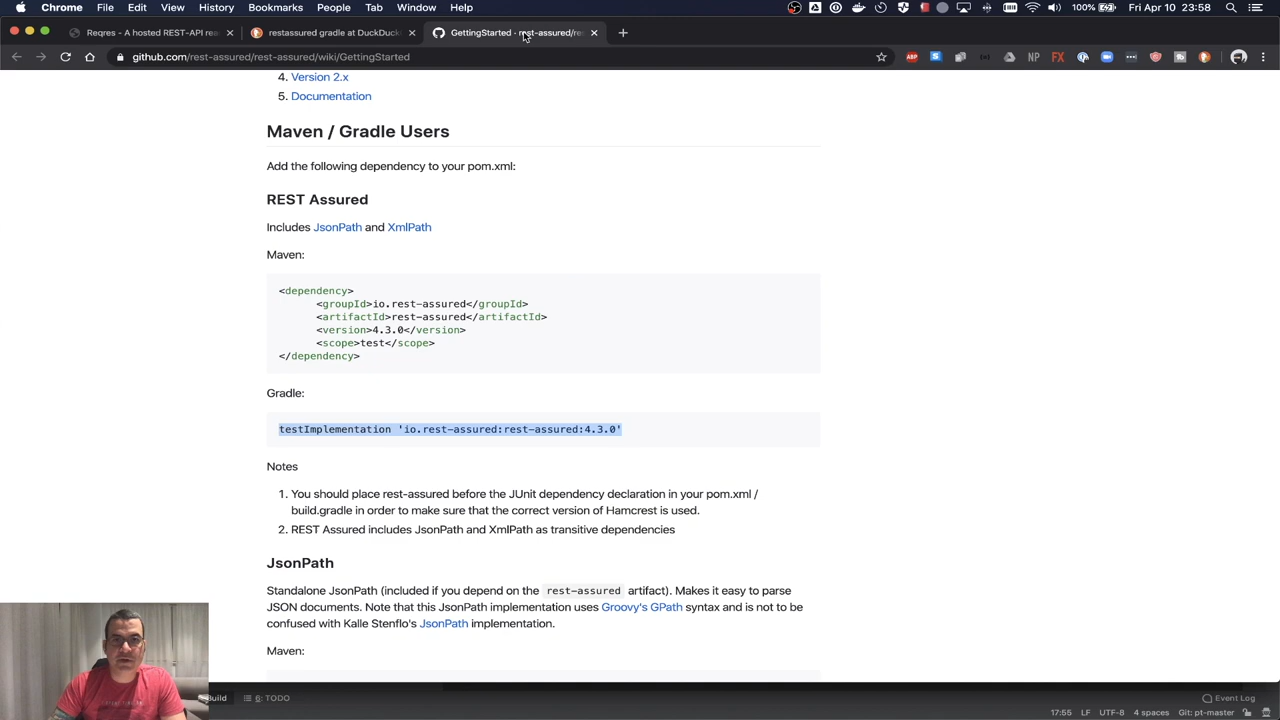 Chrome File Edit View History Bookmarks People Tab Window Help 100% Fri Apr 10 23:58
Reqres - A hosted REST-API rea restassured gradle at DuckDuck GettingStarted · rest-assured/res
github.com/rest-assured/rest-assured/wiki/GettingStarted
4. Version 2.x
5. Documentation
Maven / Gradle Users
Add the following dependency to your pom.xml:
REST Assured
Includes JsonPath and XmlPath
Maven:
<dependency>
<groupId>io.rest-assured</groupId>
<artifactId>rest-assured</artifactId>
<version>4.3.0</version>
<scope>test</scope>
</dependency>
Gradle:
testImplementation 'io.rest-assured:rest-assured:4.3.0'
Notes
1. You should place rest-assured before the JUnit dependency declaration in your pom.xml /
build.gradle in order to make sure that the correct version of Hamcrest is used.
2. REST Assured includes JsonPath and XmlPath as transitive dependencies
JsonPath
Standalone JsonPath (included if you depend on the rest-assured artifact). Makes it easy to parse
JSON documents. Note that this JsonPath implementation uses Groovy's GPath syntax and is not to be
confused with Kalle Stenflo's JsonPath implementation.
Maven:
Build 6: TODO Event Log
17:55 LF UTF-8 4 spaces Git: pt-master